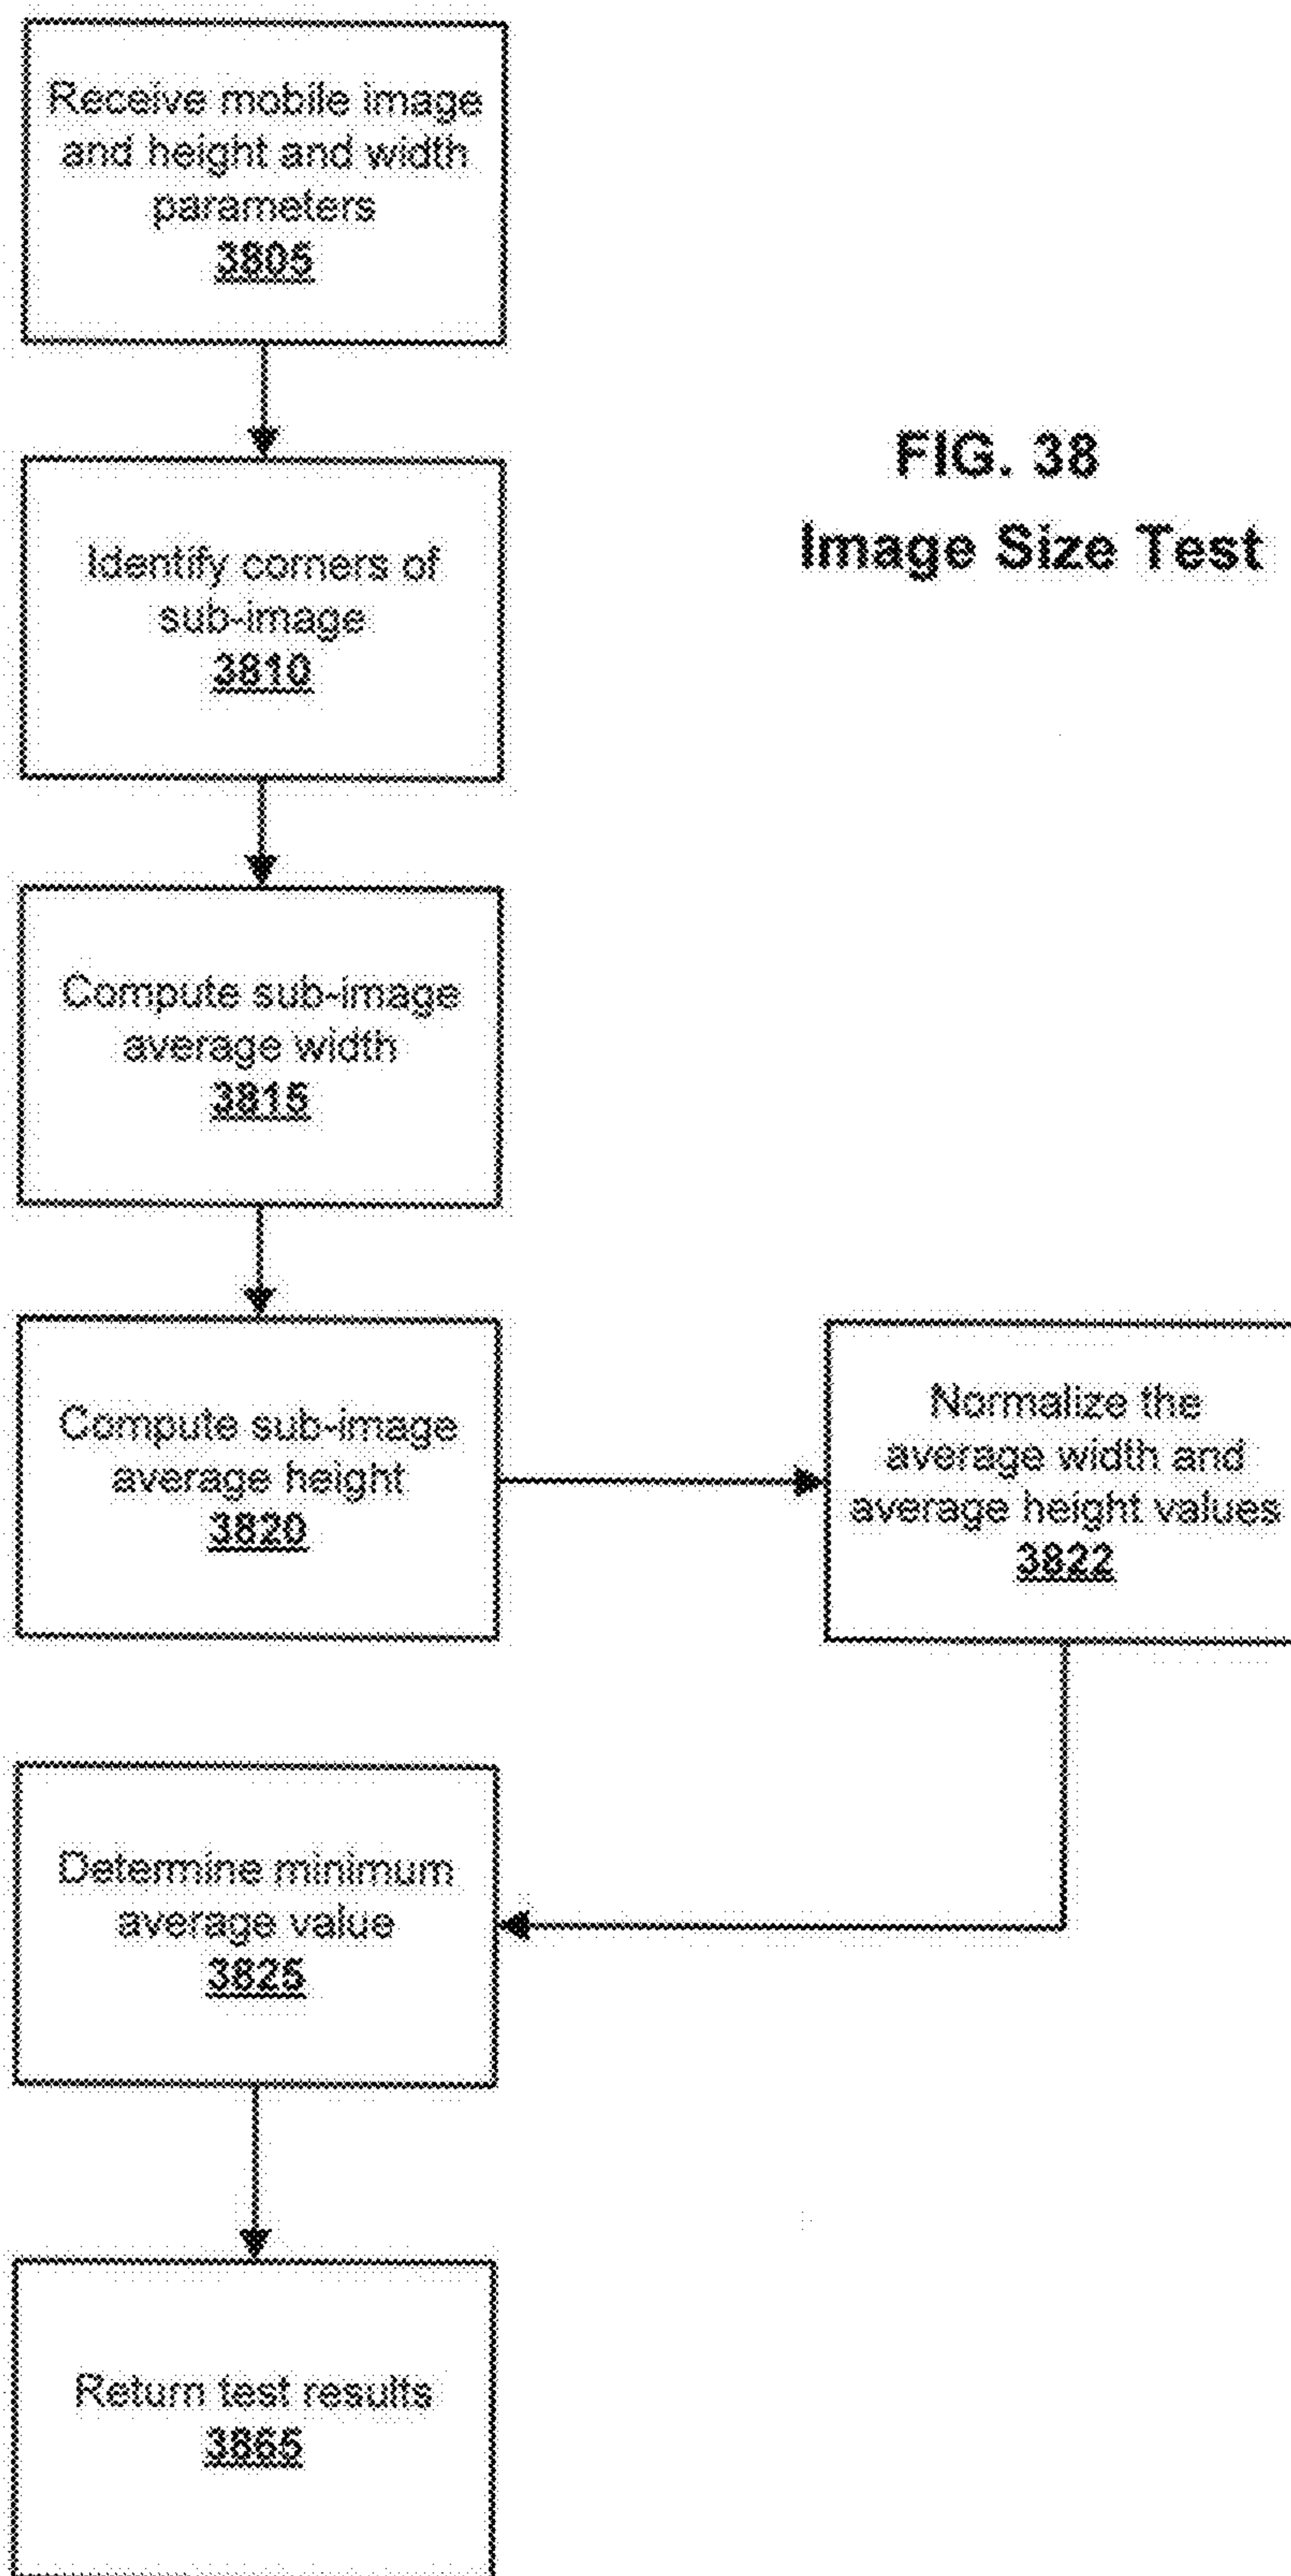 Receive mobile image
and height and width
parameters
3805
FIG. 38
Image Size Test
Identify corners of
sub-image
3810
Compute sub-image
average width
3815
Compute sub-image
average height
3820
Normalize the
average width and
average height values
3822
Determine minimum
average value
3825
Return test results
3865